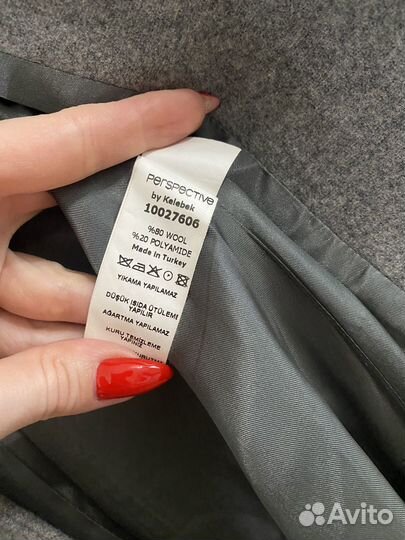 perspective
by Kelebek
10027606
%80 WOOL
%20 POLYAMIDE
Made in Turkey
YIKAMA YAPILAMAZ
DÜŞÜK ISIDA ÜTÜLEME
YAPILIR
AĞARTMA YAPILAMAZ
KURU TEMİZLEME
YAPINIZ
Avito